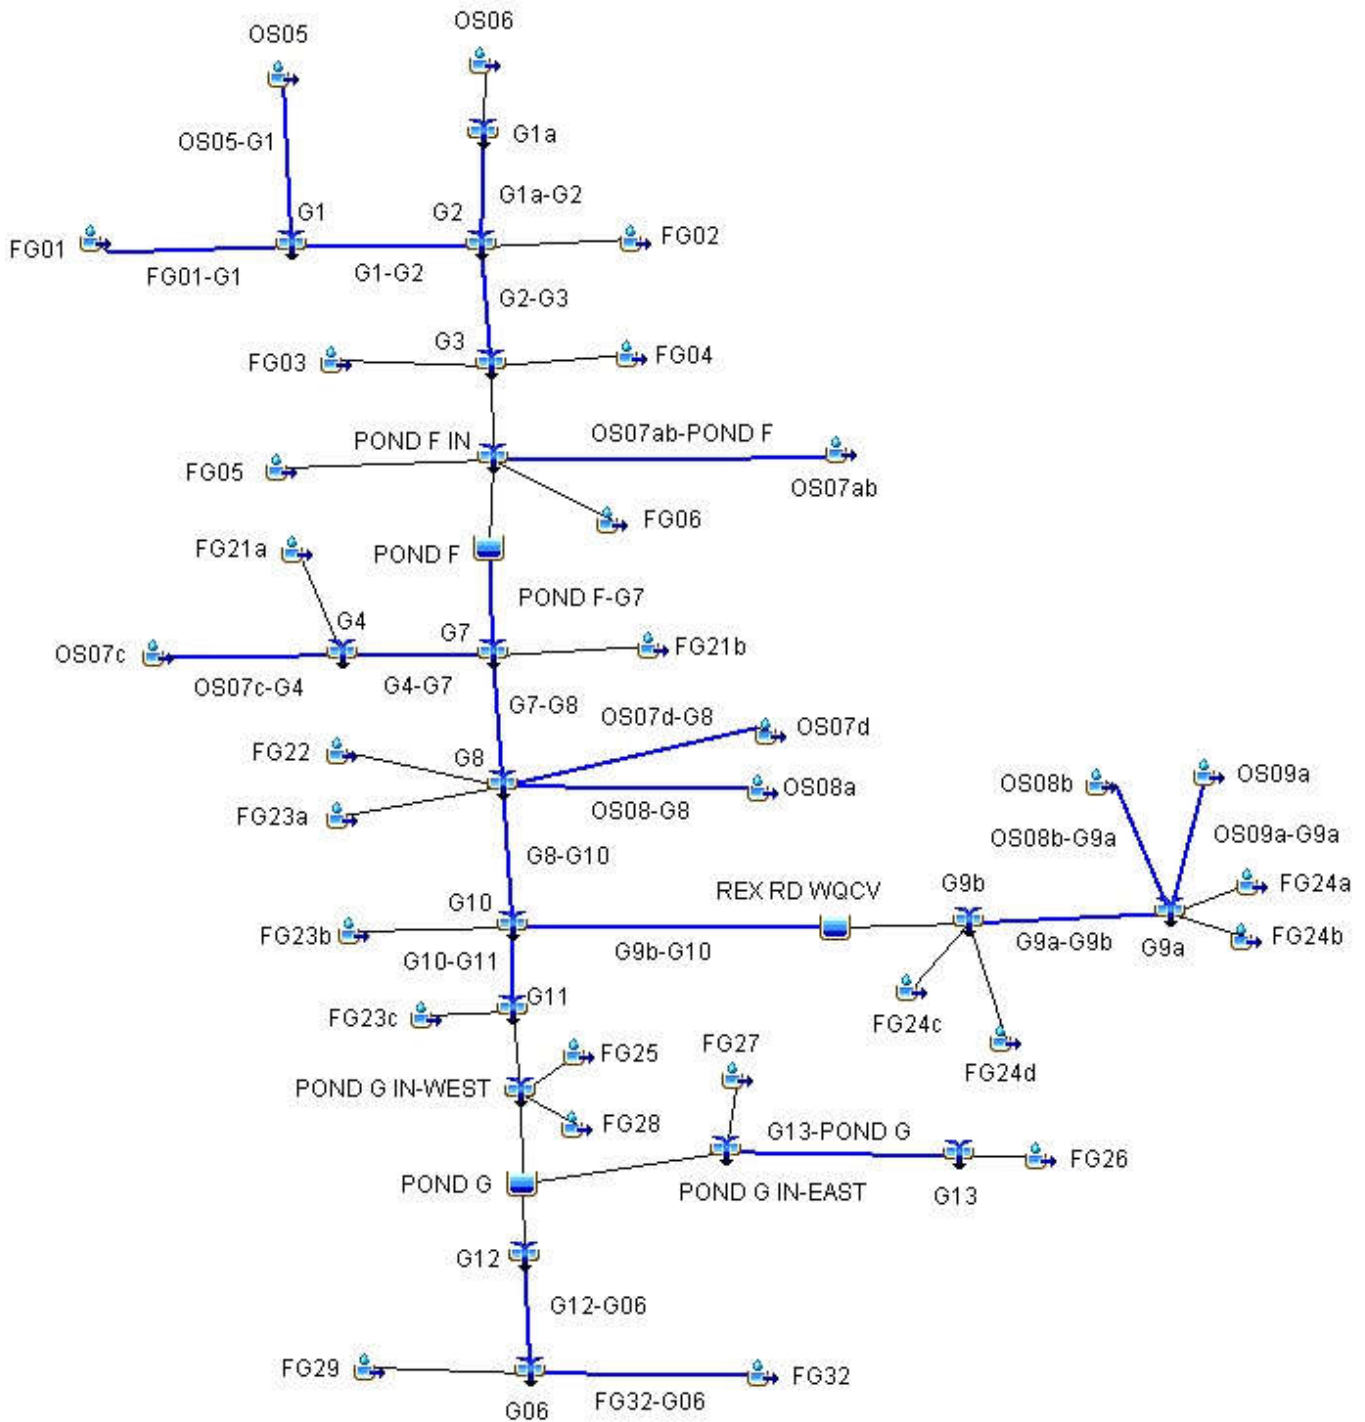 OS06
OS05
G1a
OS05-G1
G1a-G2
G1
G2
FG02
FG01
FG01-G1
G1-G2
G2-G3
G3
FG03
FG04
POND F IN
OS07ab-POND F
FG05
OS07ab
FG06
FG21a
POND F
POND F-G7
G4
G7
OS07c
FG21b
OS07c-G4
G4-G7
G7-G8
OS07d-G8
OS07d
FG22
G8
OS08b
OS09a
OS08a
FG23a
OS08-G8
OS08b-G9a
OS09a-G9a
G8-G10
REX RD WQCV
G9b
FG24a
G10
FG23b
G10-G11
G9b-G10
G9a-G9b
G9a
FG24b
G11
FG23c
FG24c
FG25
FG27
FG24d
POND G IN-WEST
FG28
G13-POND G
FG26
POND G
POND G IN-EAST
G13
G12
G12-G06
FG29
FG32-G06
FG32
G06